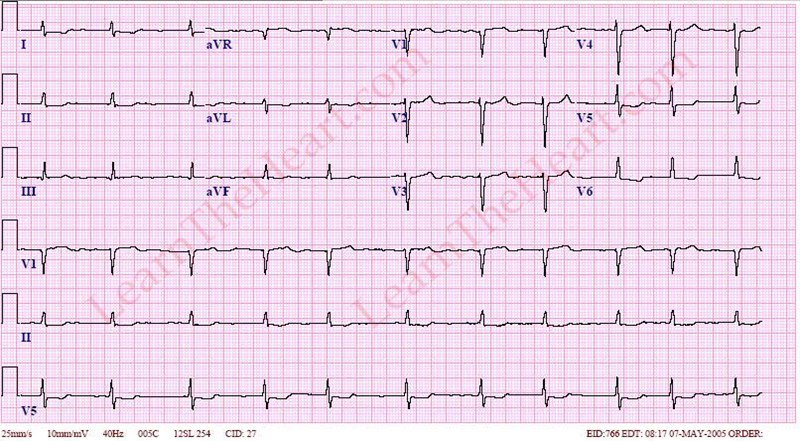 I aVR V1 V4
II aVL V2 V5
III aVF V3 V6
V1
II
V5
25mm/s 10mm/mV 40Hz 005C 12SL 254 CID: 27 EID:766 EDT: 08:17 07-MAY-2005 ORDER:
LearnTheHeart.com
LearnTheHeart.com